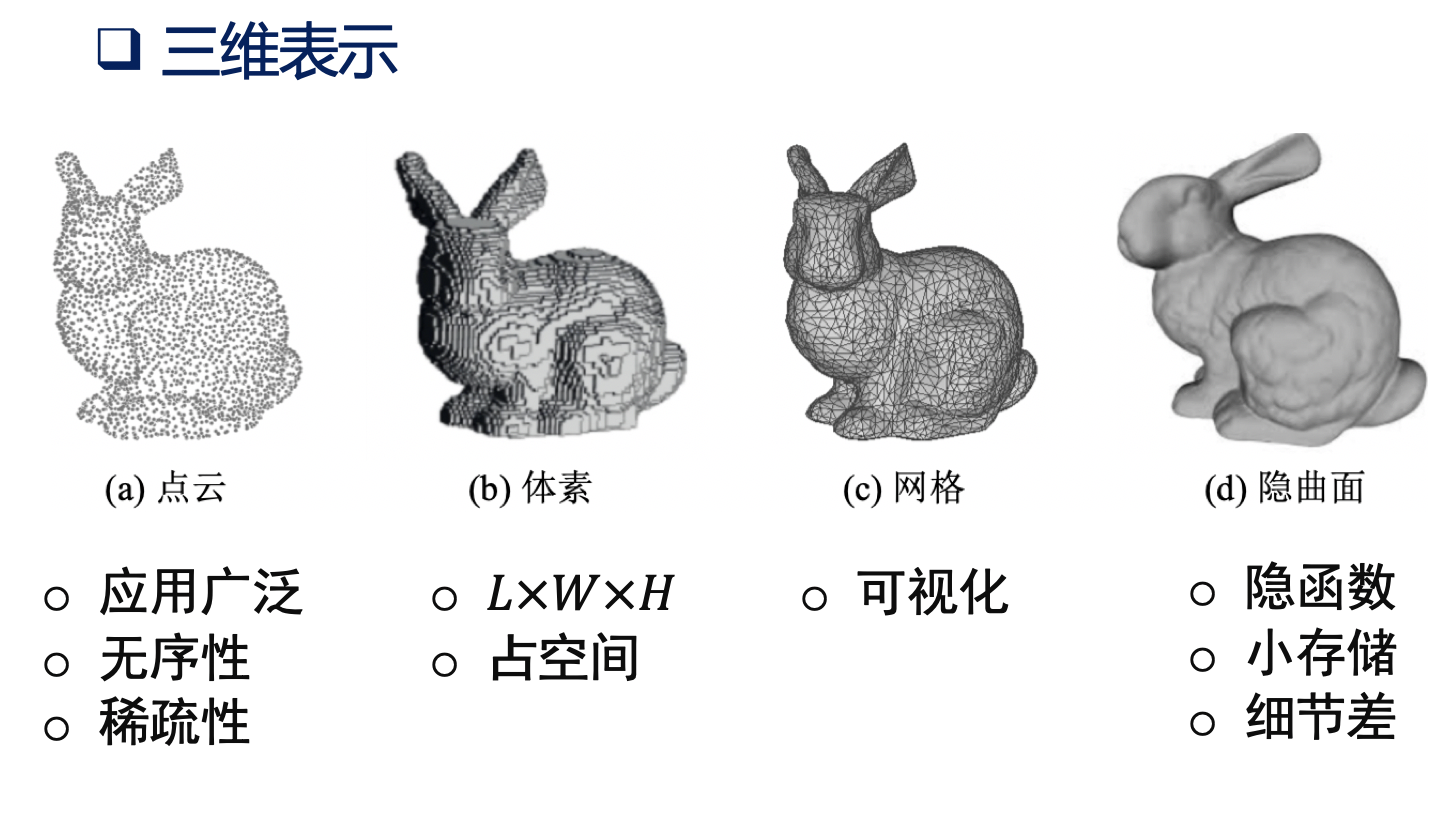 三维表示
(a) 点云
(b) 体素
(c) 网格
(d) 隐曲面
应用广泛
无序性
稀疏性
L×W×H
占空间
可视化
隐函数
小存储
细节差